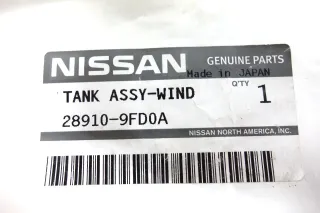 NISSAN GENUINE PARTS
Made in JAPAN
TANK ASSY-WIND Q'TY 1
28910-9FD0A
NISSAN NORTH AMERICA, INC.